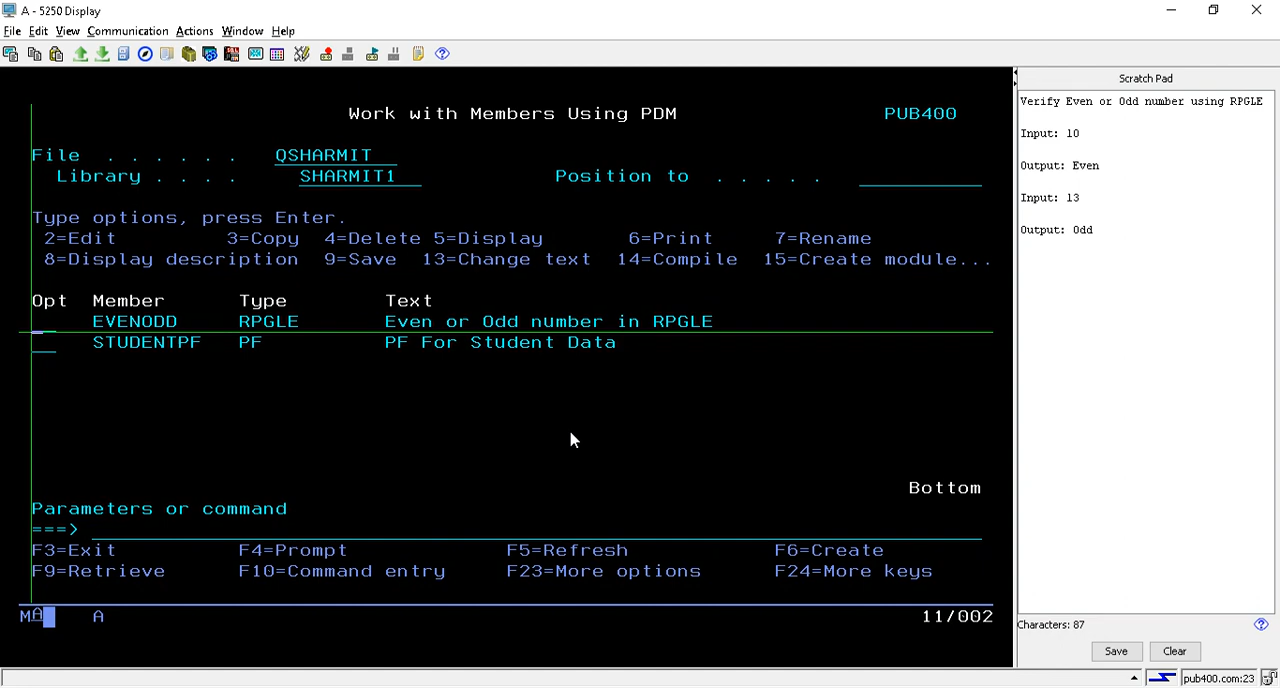 A - 5250 Display
File Edit View Communication Actions Window Help
Work with Members Using PDM PUB400
File . . . . . . QSHARMIT
Library . . . . SHARMIT1 Position to . . . . .
Type options, press Enter.
2=Edit 3=Copy 4=Delete 5=Display 6=Print 7=Rename
8=Display description 9=Save 13=Change text 14=Compile 15=Create module...
Opt Member Type Text
EVENODD RPGLE Even or Odd number in RPGLE
STUDENTPF PF PF For Student Data
Bottom
Parameters or command
===>
F3=Exit F4=Prompt F5=Refresh F6=Create
F9=Retrieve F10=Command entry F23=More options F24=More keys
MA A 11/002
Scratch Pad
Verify Even or Odd number using RPGLE
Input: 10
Output: Even
Input: 13
Output: Odd
Characters: 87
Save Clear
pub400.com:23